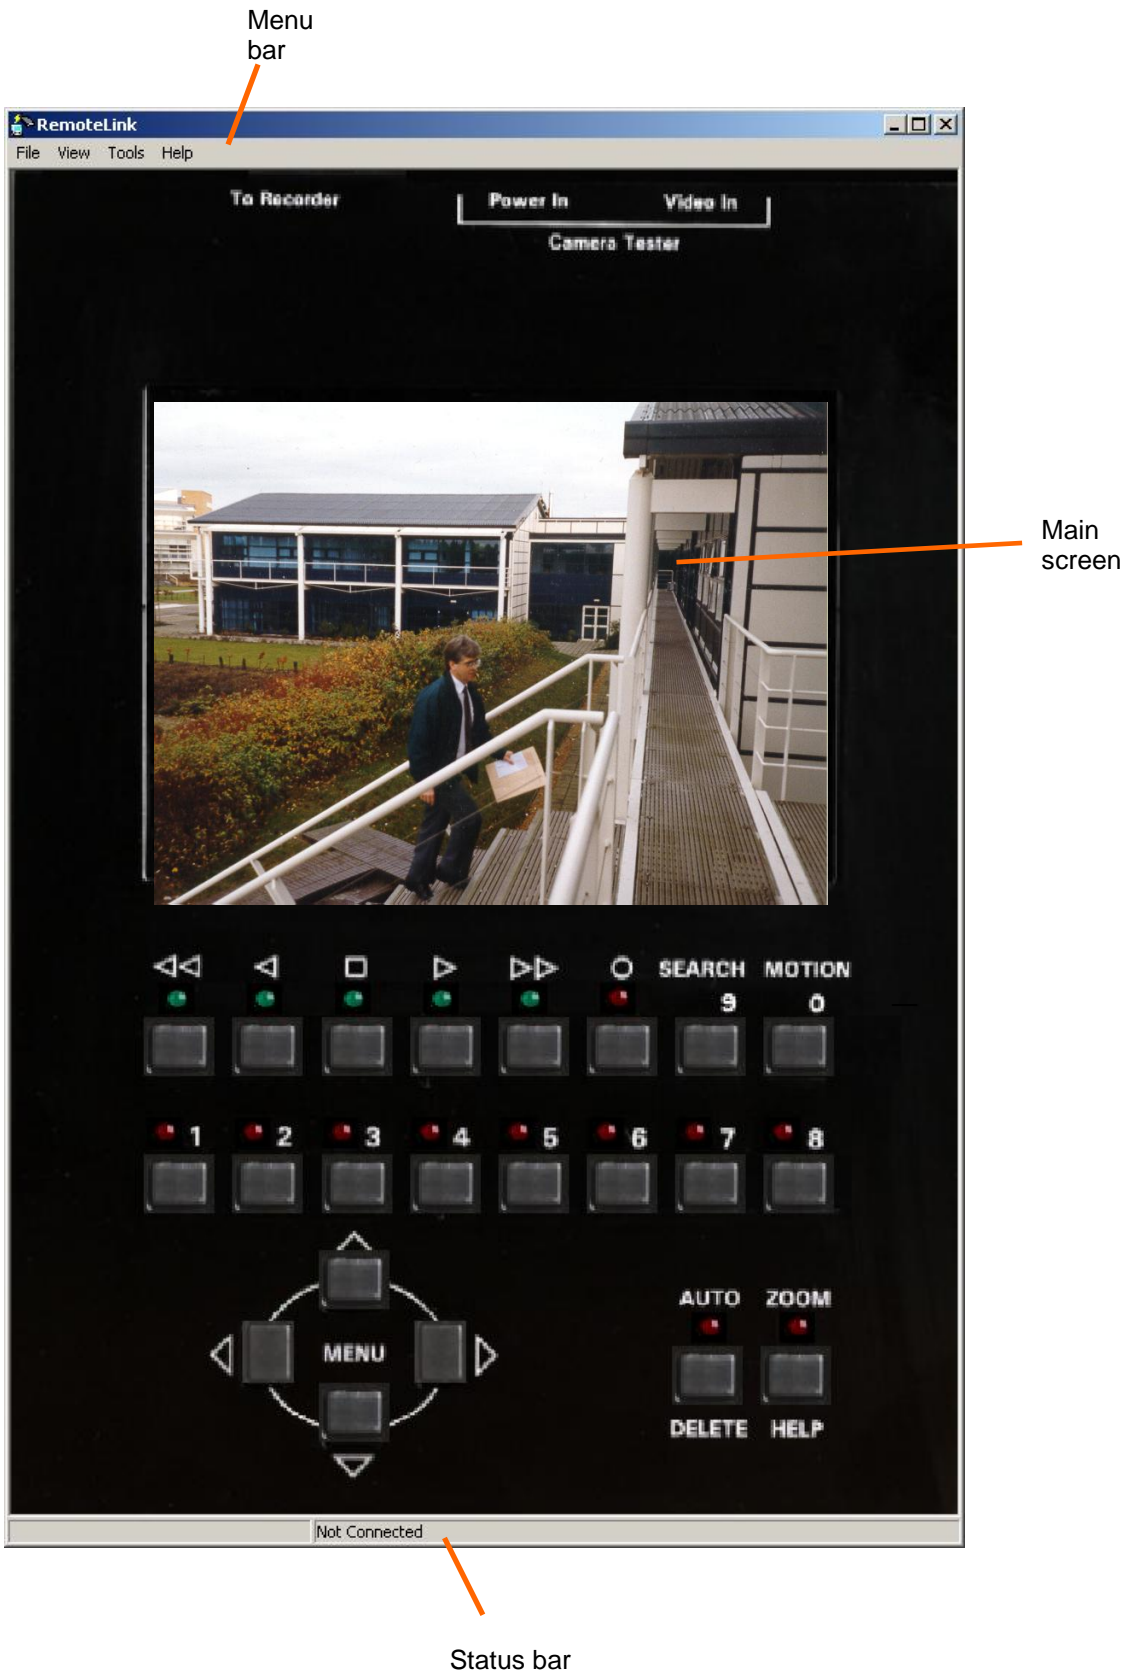 Menu
bar
RemoteLink
File View Tools Help
To Recorder
Power In Video In
Camera Tester
Main
screen
SEARCH MOTION
9 0
1 2 3 4 5 6 7 8
AUTO ZOOM
MENU
DELETE HELP
Not Connected
Status bar